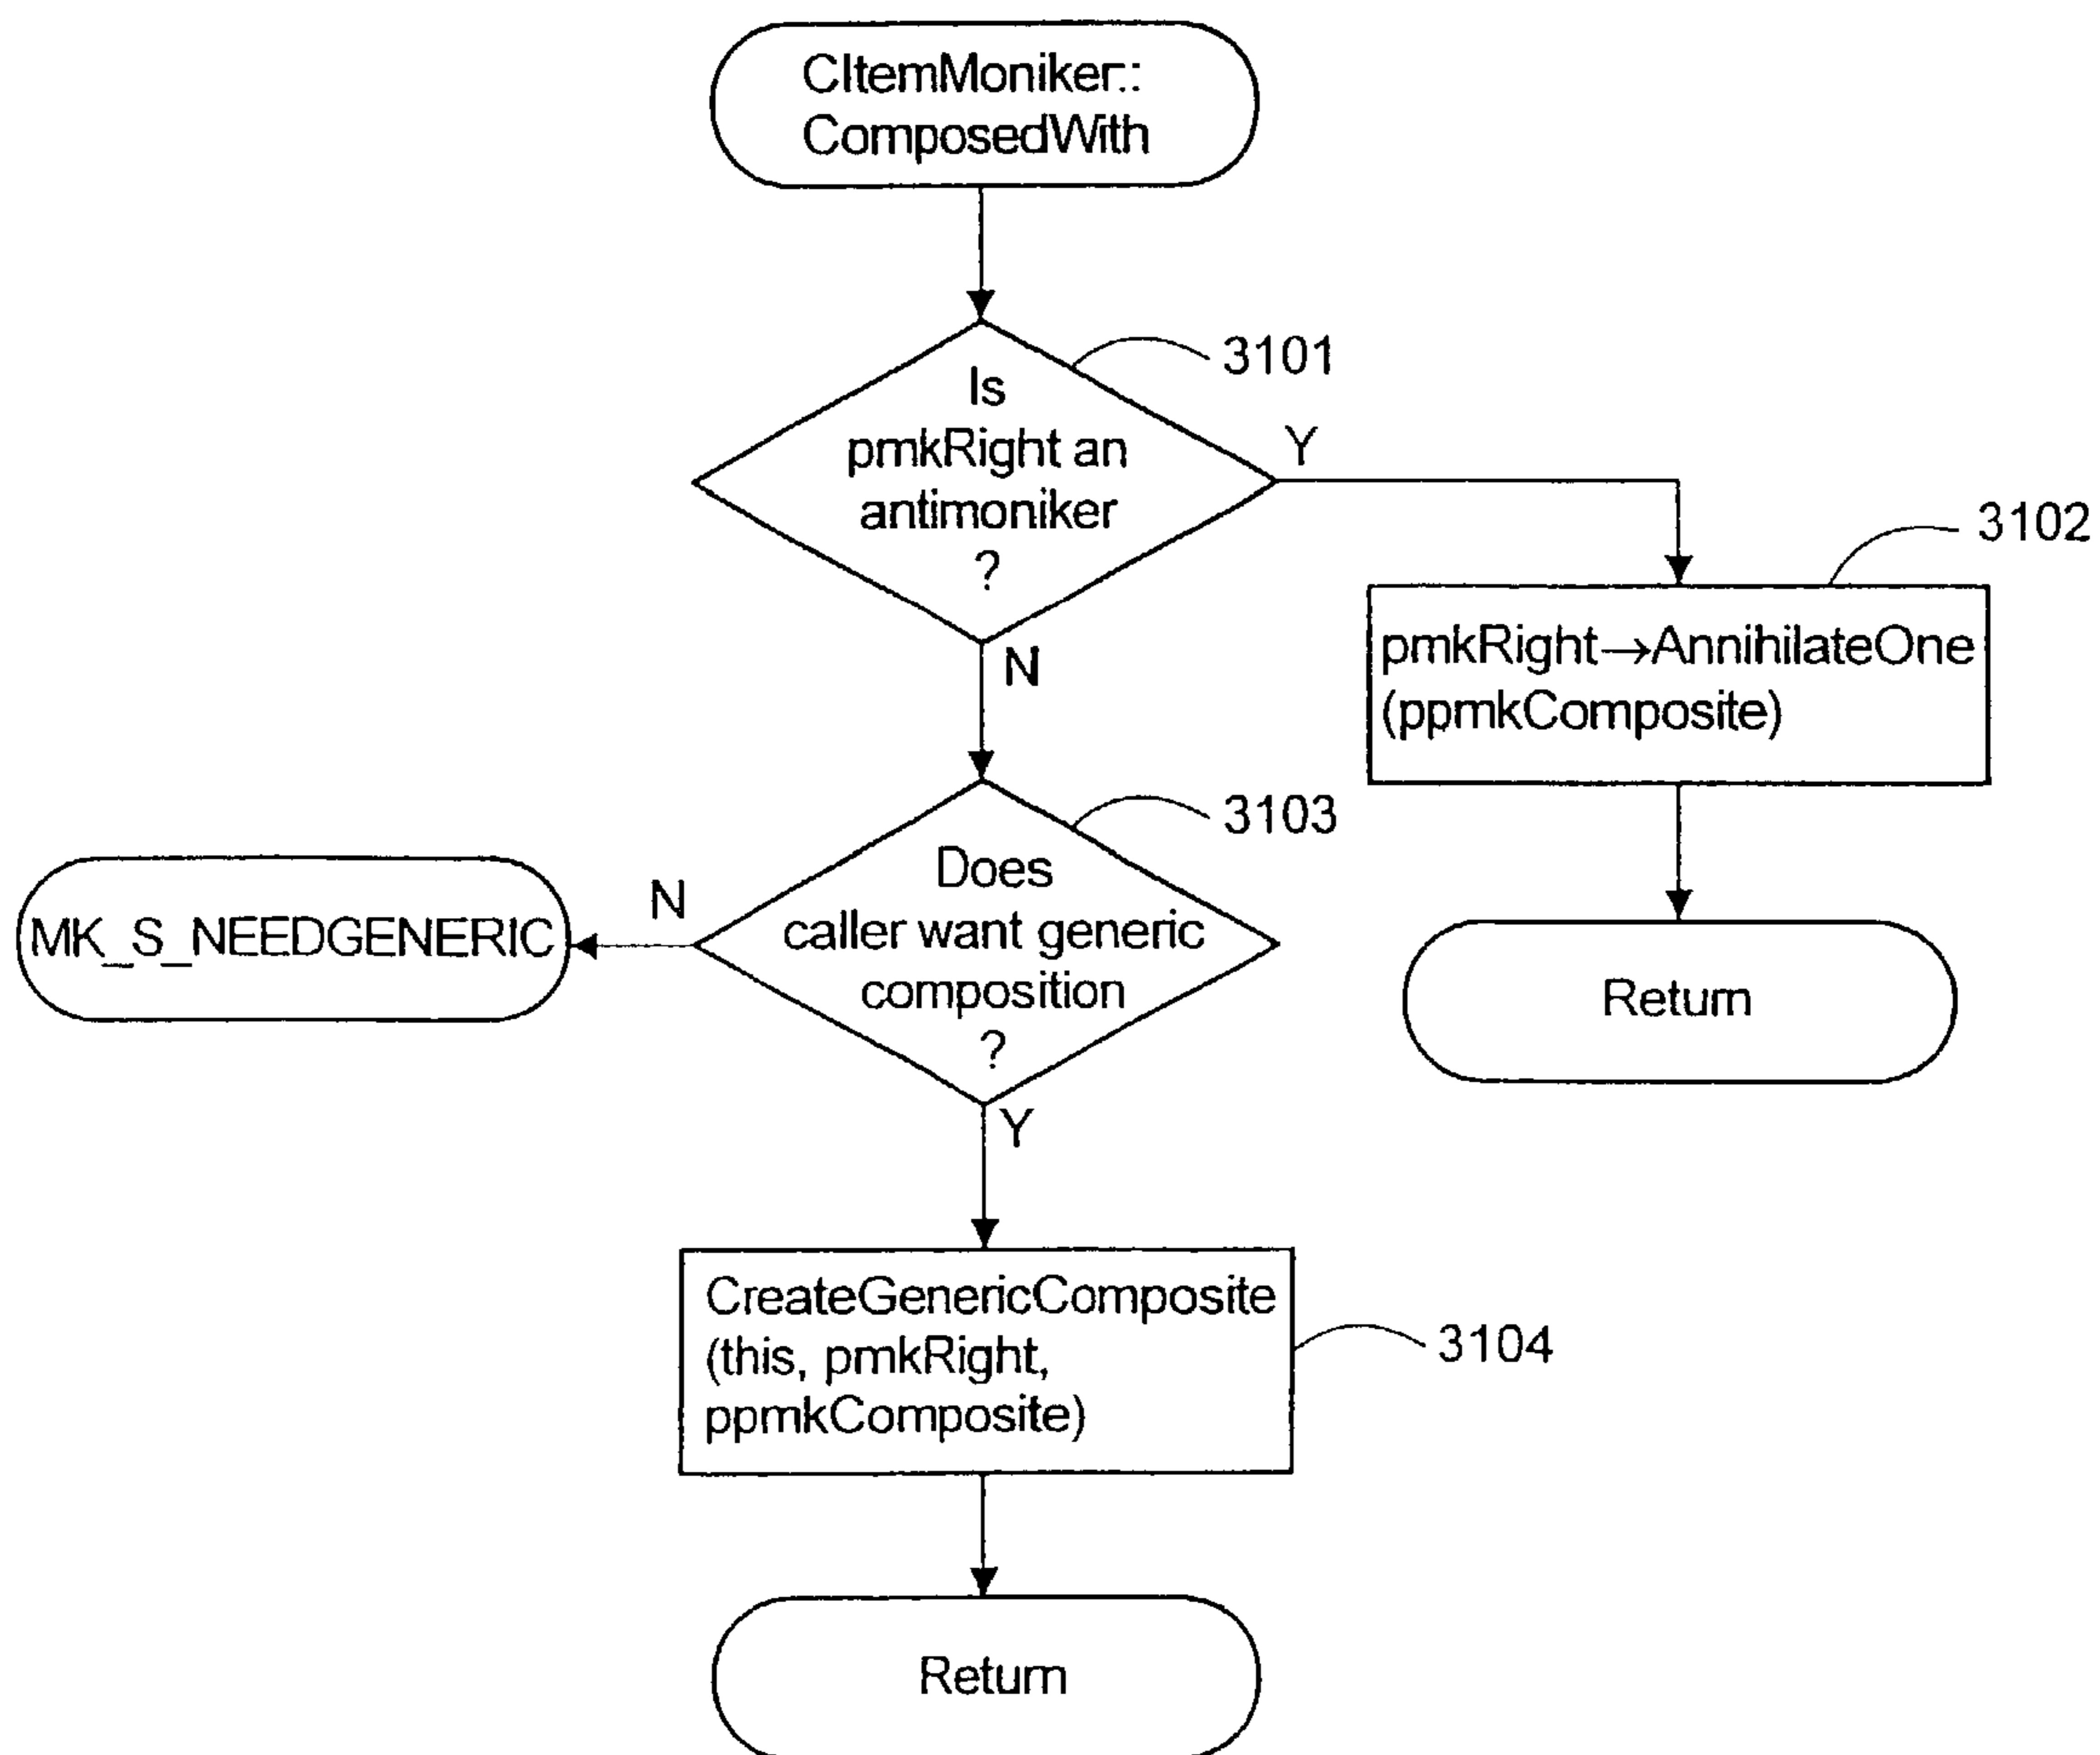 CItemMoniker::
ComposedWith
3101
Is
pmkRight an
antimoniker
?
Y
N
3102
pmkRight→AnnihilateOne
(ppmkComposite)
Return
3103
Does
caller want generic
composition
?
N
MK_S_NEEDGENERIC
Y
CreateGenericComposite
(this, pmkRight,
ppmkComposite)
3104
Return